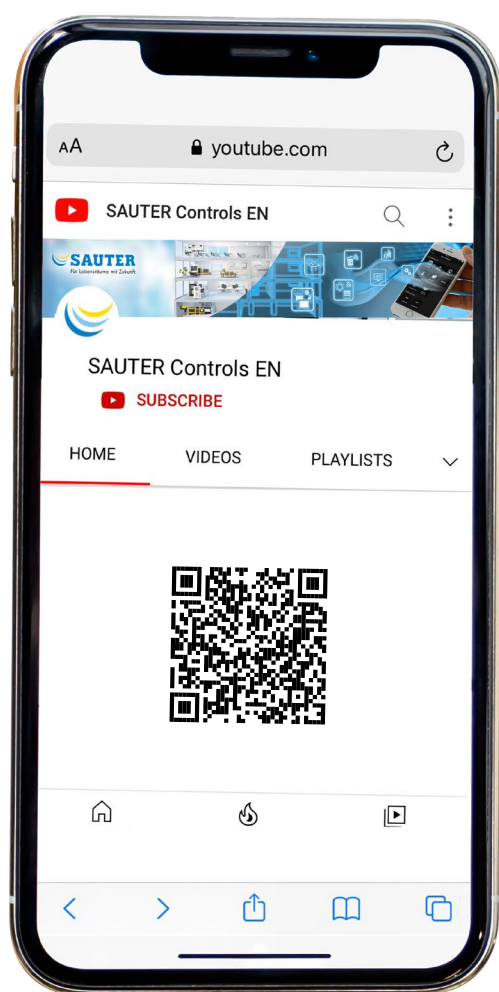 AA youtube.com
SAUTER Controls EN
SAUTER
Für Lebensräume mit Zukunft.
SAUTER Controls EN
SUBSCRIBE
HOME VIDEOS PLAYLISTS